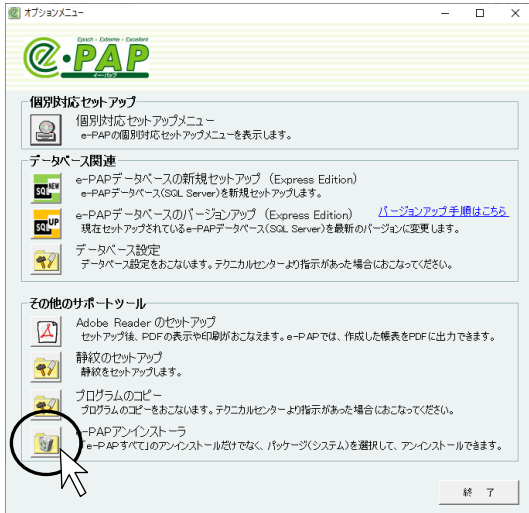 オプションメニュー
Epoch - Extreme - Excellent
e・PAP
イー・パップ
個別対応セットアップ
個別対応セットアップメニュー
e-PAPの個別対応セットアップメニューを表示します。
データベース関連
SQL NEW
e-PAPデータベースの新規セットアップ (Express Edition)
e-PAPデータベース(SQL Server)を新規セットアップします。
SQL UP
e-PAPデータベースのバージョンアップ (Express Edition) バージョンアップ手順はこちら
現在セットアップされているe-PAPデータベース(SQL Server)を最新のバージョンに変更します。
データベース設定
データベース設定をおこないます。テクニカルセンターより指示があった場合におこなってください。
その他のサポートツール
Adobe Reader のセットアップ
セットアップ後、PDFの表示や印刷がおこなえます。e-PAPでは、作成した帳表をPDFに出力できます。
静紋のセットアップ
静紋をセットアップします。
プログラムのコピー
プログラムのコピーをおこないます。テクニカルセンターより指示があった場合におこなってください。
e-PAPアンインストーラ
「e-PAPすべて」のアンインストールだけでなく、パッケージ(システム)を選択して、アンインストールできます。
終 了